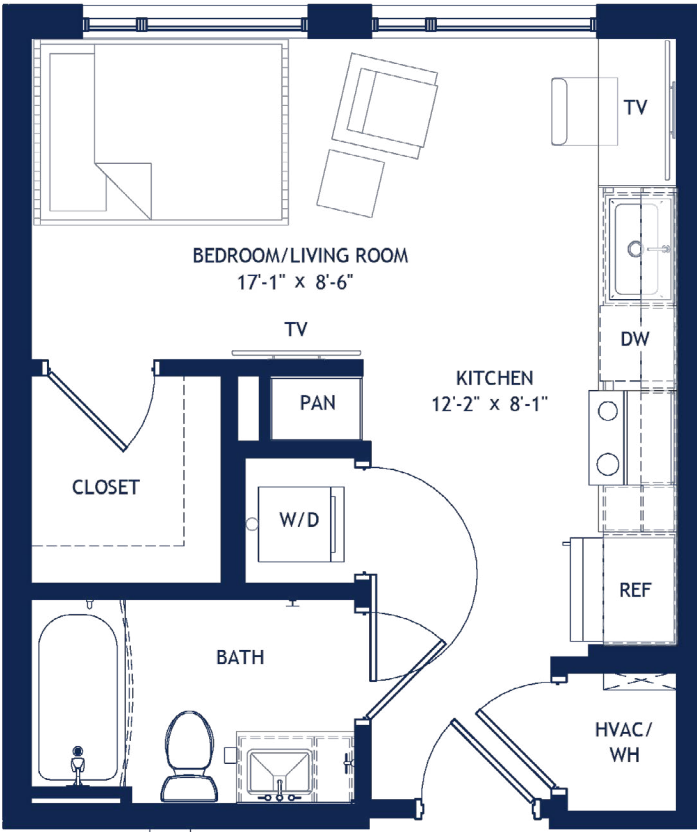 TV
BEDROOM/LIVING ROOM
17'-1" x 8'-6"
TV
DW
KITCHEN
12'-2" x 8'-1"
PAN
CLOSET
W/D
REF
BATH
HVAC/
WH